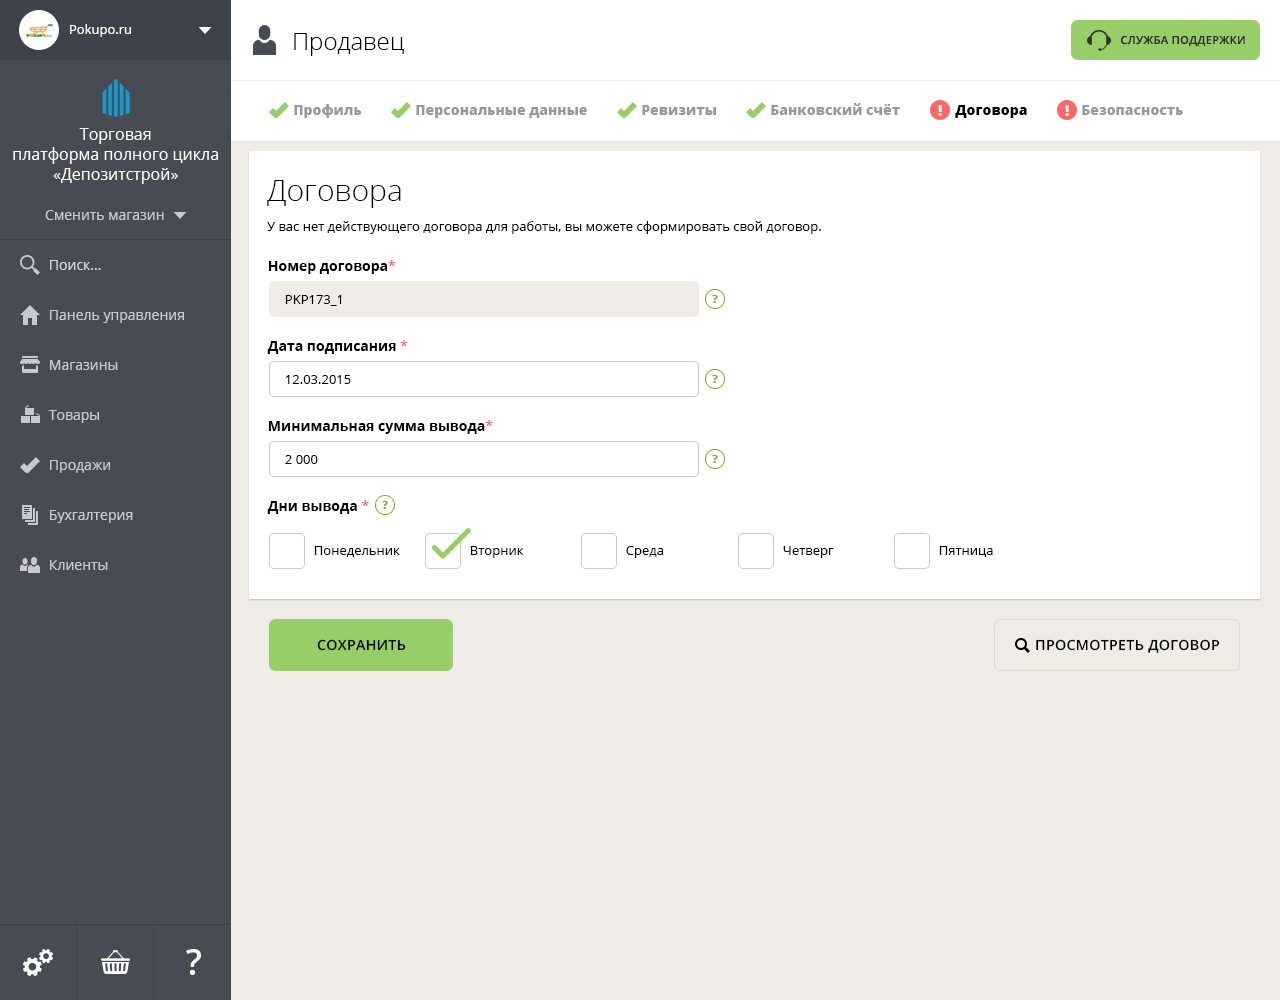 Pokupo.ru
Торговая
платформа полного цикла
«Депозитстрой»
Сменить магазин
Поиск...
Панель управления
Магазины
Товары
Продажи
Бухгалтерия
Клиенты
?
Продавец
СЛУЖБА ПОДДЕРЖКИ
Профиль Персональные данные Ревизиты Банковский счёт ! Договора ! Безопасность
Договора
У вас нет действующего договора для работы, вы можете сформировать свой договор.
Номер договора*
PKP173_1 ?
Дата подписания *
12.03.2015 ?
Минимальная сумма вывода*
2 000 ?
Дни вывода * ?
Понедельник Вторник Среда Четверг Пятница
СОХРАНИТЬ ПРОСМОТРЕТЬ ДОГОВОР